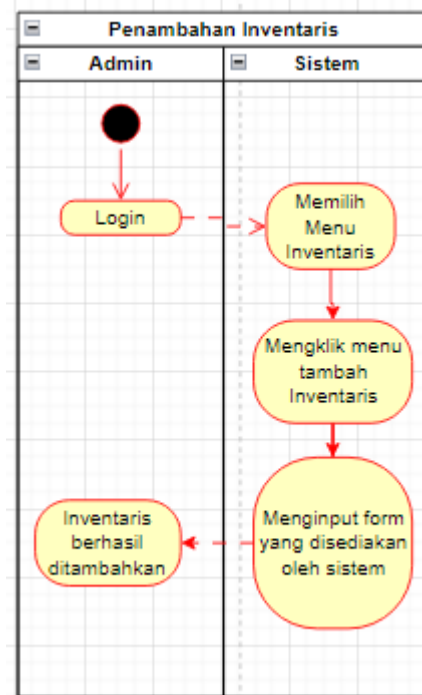 Penambahan Inventaris
Admin
Sistem
Login
Memilih
Menu
Inventaris
Mengklik menu
tambah
Inventaris
Menginput form
yang disediakan
oleh sistem
Inventaris
berhasil
ditambahkan